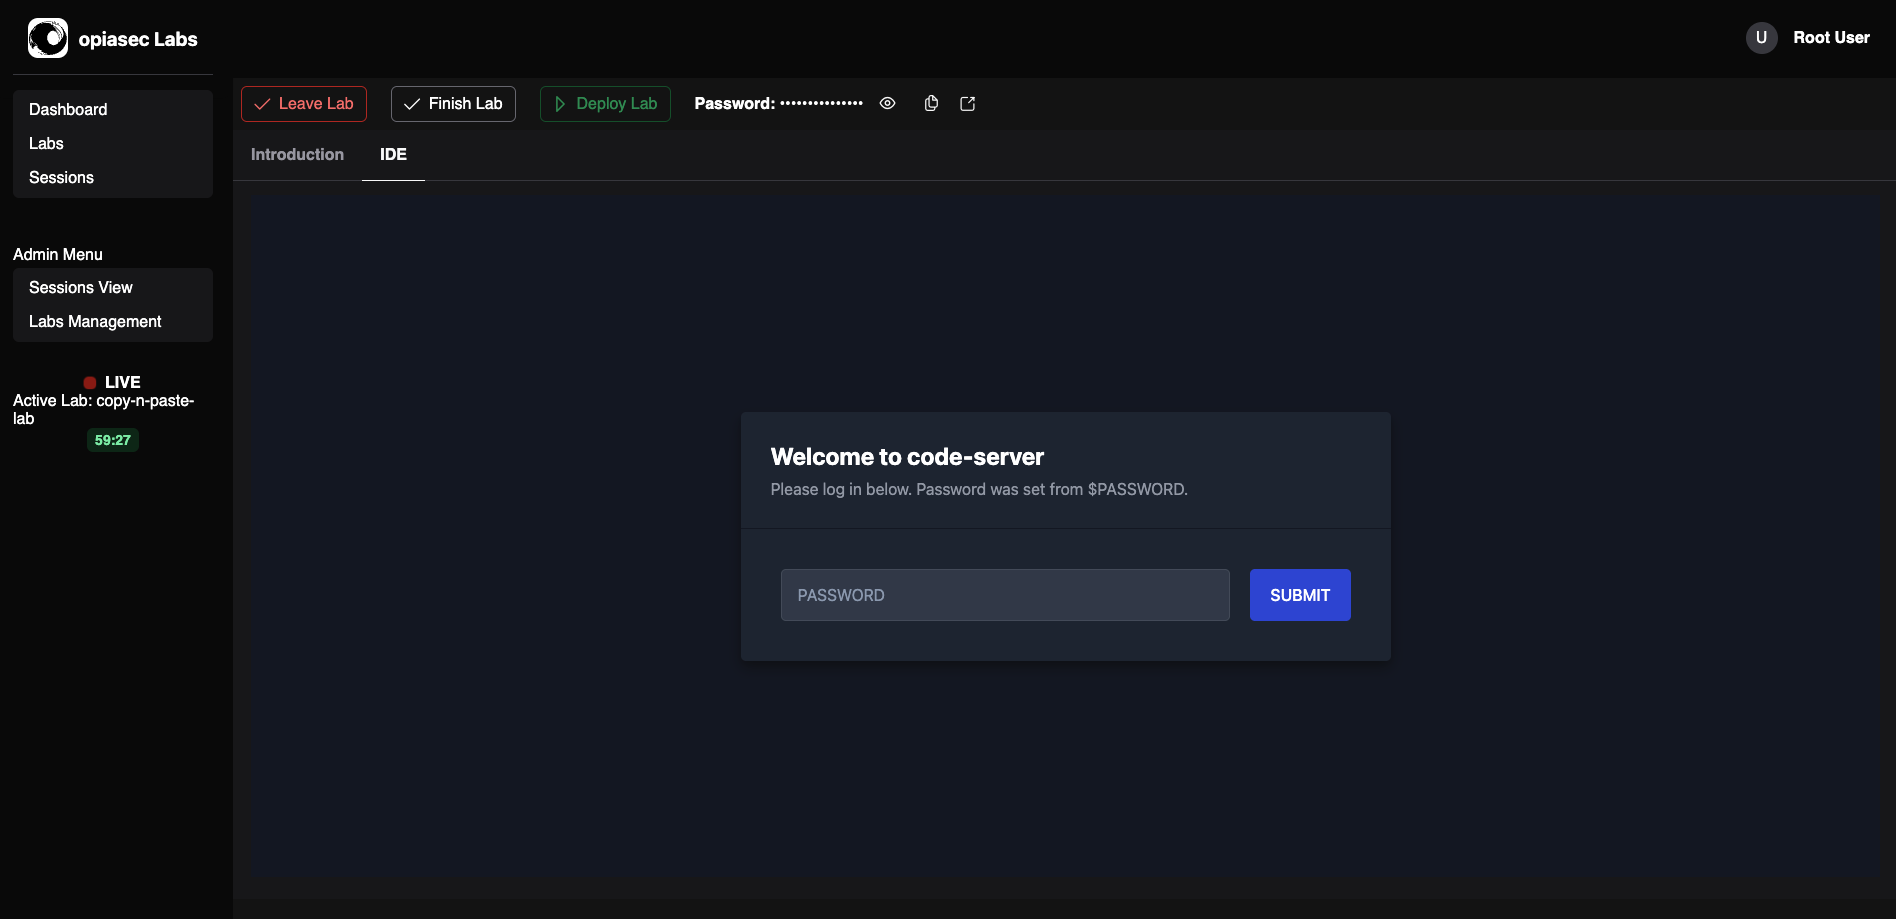 opiasec Labs
U
Root User
Dashboard
Labs
Sessions
Admin Menu
Sessions View
Labs Management
LIVE
Active Lab: copy-n-paste-
lab
59:27
Leave Lab
Finish Lab
Deploy Lab
Password: •••••••••••••••
Introduction
IDE
Welcome to code-server
Please log in below. Password was set from $PASSWORD.
PASSWORD
SUBMIT